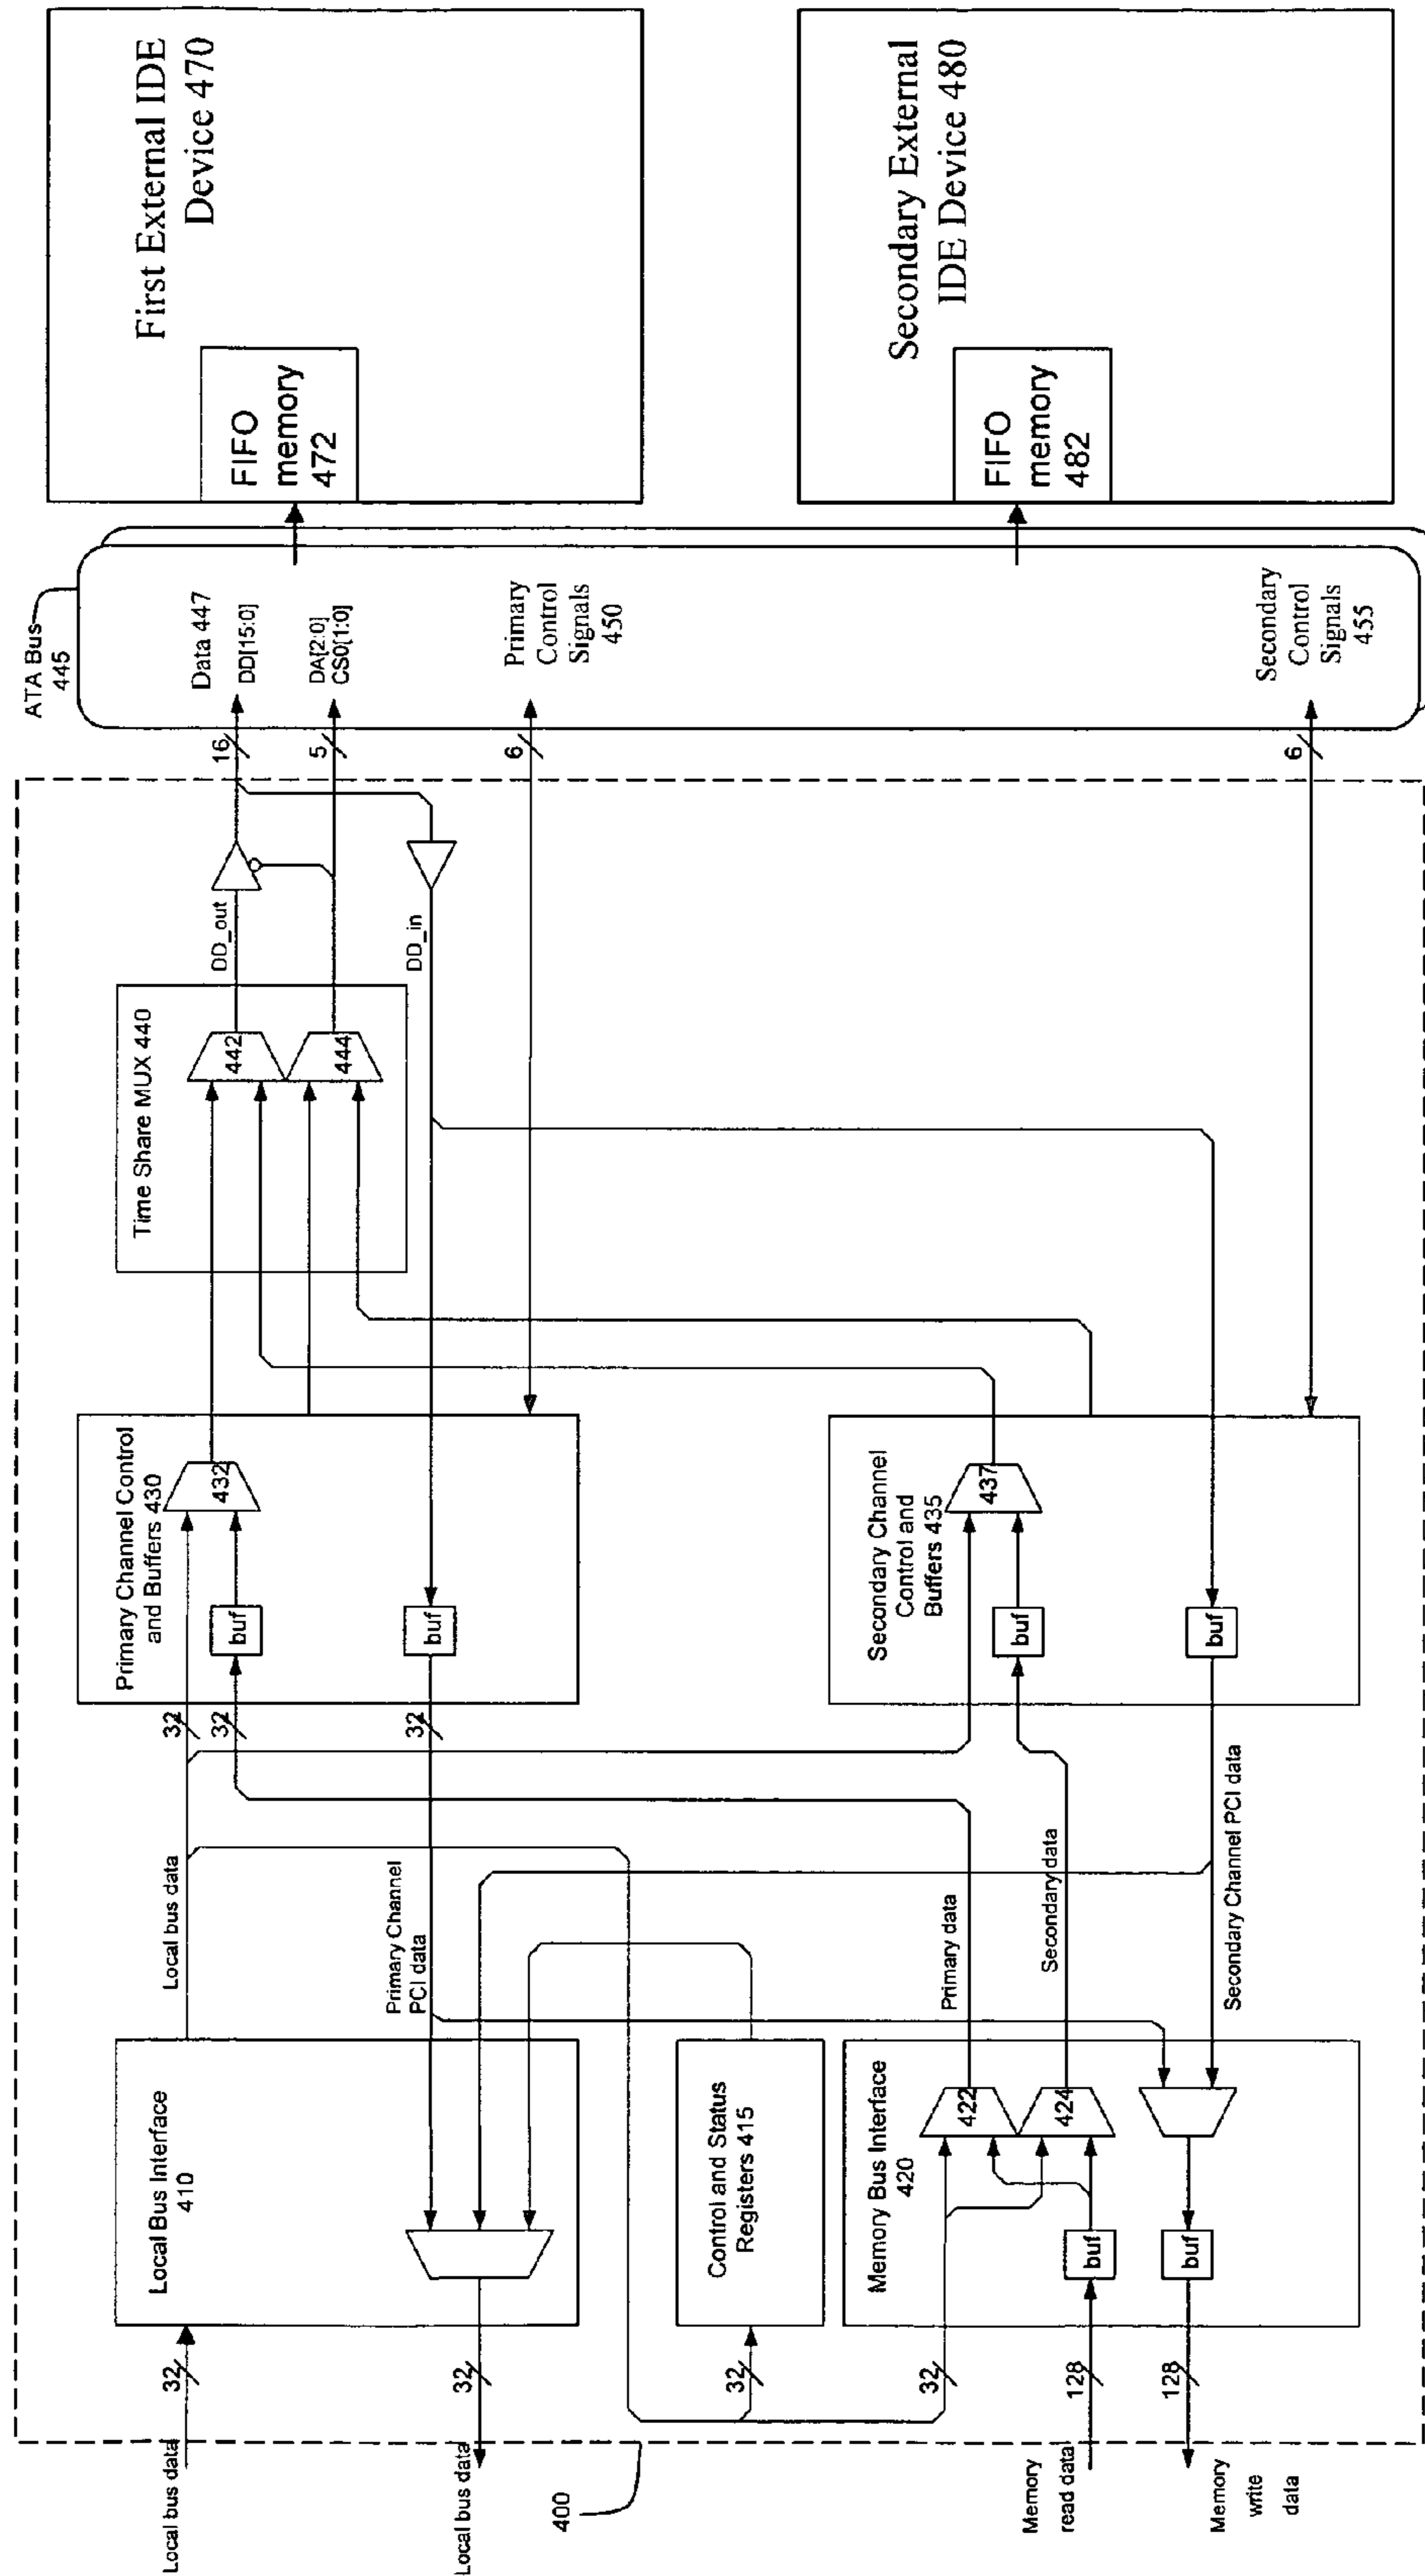 Local bus data
32
Local Bus Interface
410
Local bus data
32
Local bus data
32
32
Primary Channel
PCI data
32
400
Control and Status
Registers 415
32
Memory Bus Interface
420
32
422
424
buf
buf
128
128
Memory
read data
Memory
write
data
Primary data
Secondary data
Secondary Channel PCI data
Primary Channel Control
and Buffers 430
432
buf
buf
Secondary Channel
Control and
Buffers 435
437
buf
buf
Time Share MUX 440
442
444
DD_out
DD_in
16
5
6
6
ATA Bus
445
Data 447
DD[15:0]
DA[2:0]
CS0[1:0]
Primary
Control
Signals
450
Secondary
Control
Signals
455
First External IDE
Device 470
FIFO
memory
472
Secondary External
IDE Device 480
FIFO
memory
482